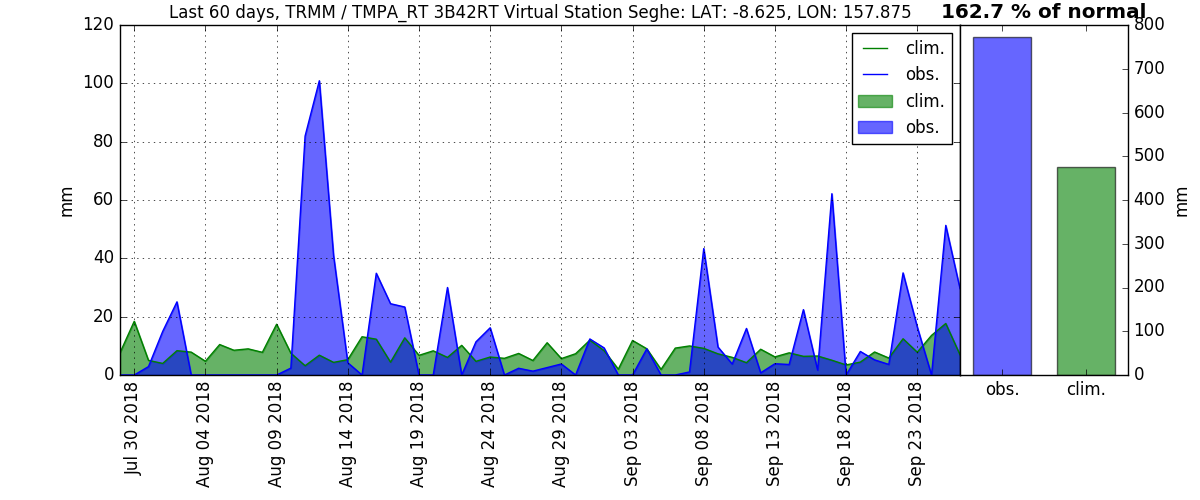 Last 60 days, TRMM / TMPA_RT 3B42RT Virtual Station Seghe: LAT: -8.625, LON: 157.875
162.7 % of normal
120
100
80
60
40
20
0
mm
clim.
obs.
clim.
obs.
800
700
600
500
400
300
200
100
0
mm
Jul 30 2018
Aug 04 2018
Aug 09 2018
Aug 14 2018
Aug 19 2018
Aug 24 2018
Aug 29 2018
Sep 03 2018
Sep 08 2018
Sep 13 2018
Sep 18 2018
Sep 23 2018
obs.
clim.